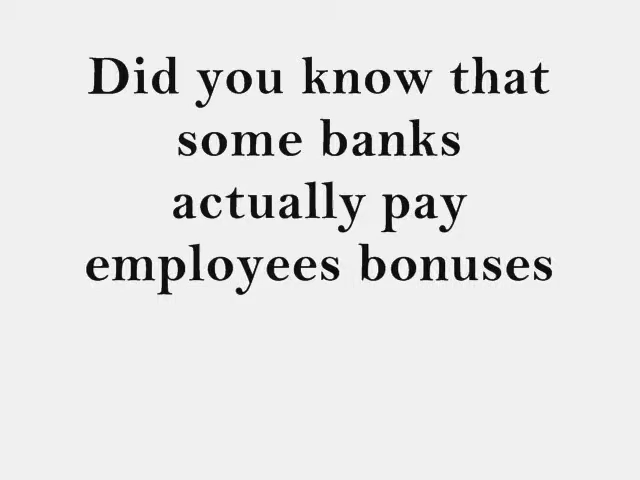 Did you know that
some banks
actually pay
employees bonuses